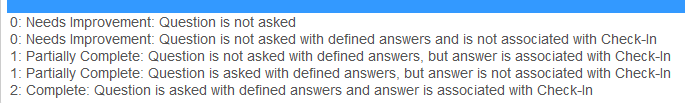 0: Needs Improvement: Question is not asked
0: Needs Improvement: Question is not asked with defined answers and is not associated with Check-In
1: Partially Complete: Question is not asked with defined answers, but answer is associated with Check-In
1: Partially Complete: Question is asked with defined answers, but answer is not associated with Check-In
2: Complete: Question is asked with defined answers and answer is associated with Check-In